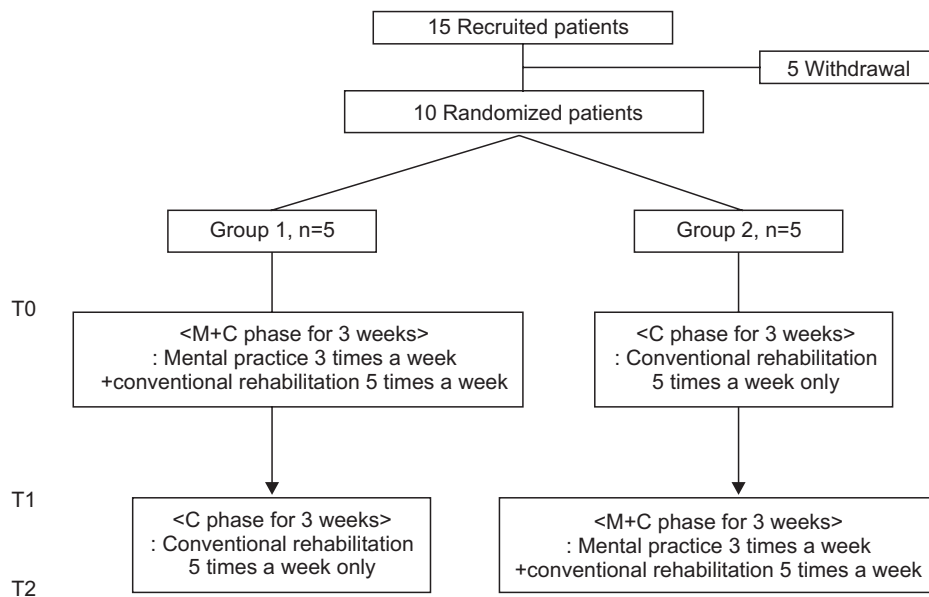 15 Recruited patients
5 Withdrawal
10 Randomized patients
Group 1, n=5
Group 2, n=5
T0
<M+C phase for 3 weeks>
: Mental practice 3 times a week
+conventional rehabilitation 5 times a week
<C phase for 3 weeks>
: Conventional rehabilitation
5 times a week only
T1
<C phase for 3 weeks>
: Conventional rehabilitation
5 times a week only
<M+C phase for 3 weeks>
: Mental practice 3 times a week
+conventional rehabilitation 5 times a week
T2